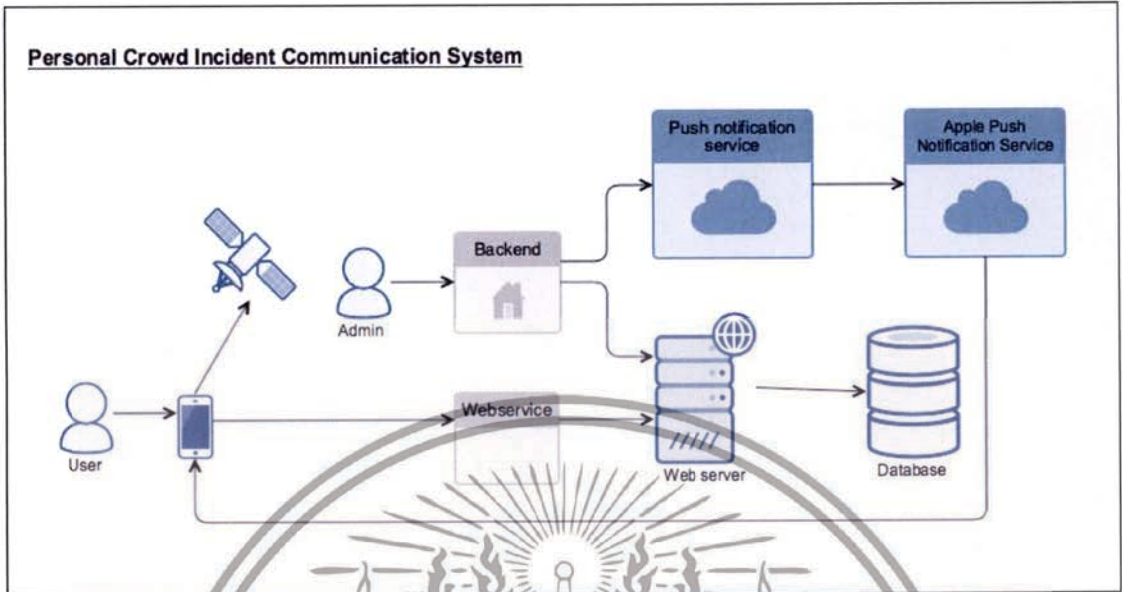 Personal Crowd Incident Communication System
Push notification
service
Apple Push
Notification Service
Backend
Admin
Webservice
User
Web server
Database